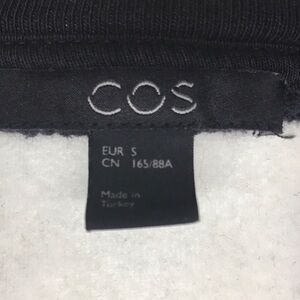 COS
EUR S
CN 165/88A
Made in
Turkey